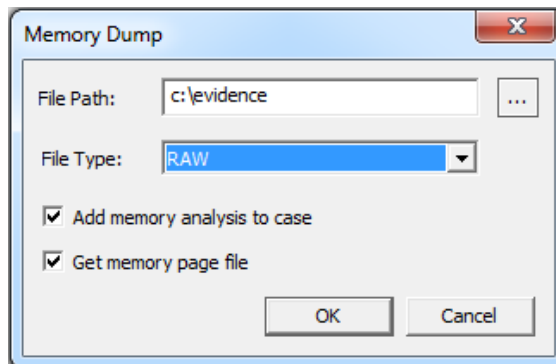 Memory Dump
File Path: c:\evidence ...
File Type: RAW
Add memory analysis to case
Get memory page file
OK Cancel